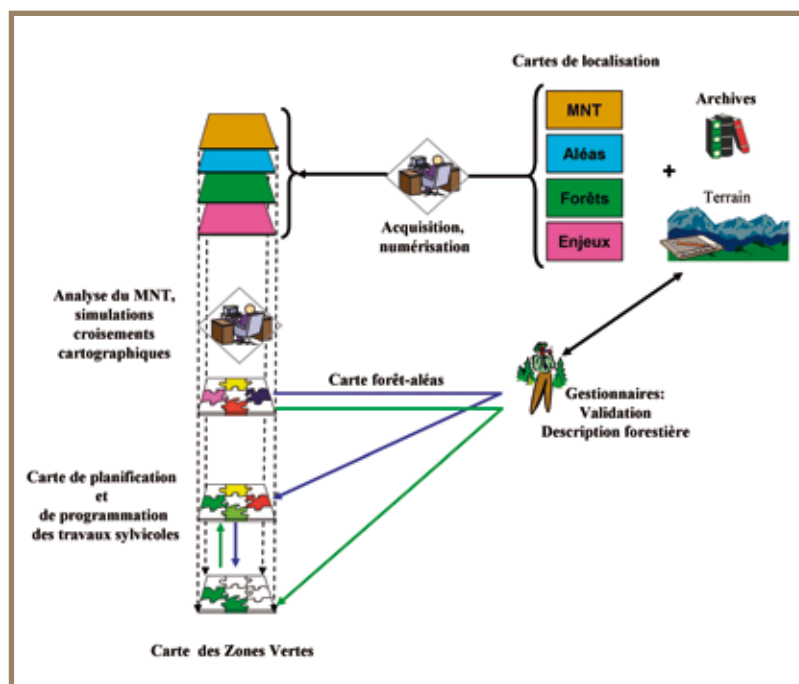 Cartes de localisation
MNT
Aléas
Forêts
Enjeux
+
Archives
Terrain
Acquisition,
numérisation
Analyse du MNT,
simulations
croisements
cartographiques
Carte forêt-aléas
Gestionnaires:
Validation
Description forestière
Carte de planification
et
de programmation
des travaux sylvicoles
Carte des Zones Vertes